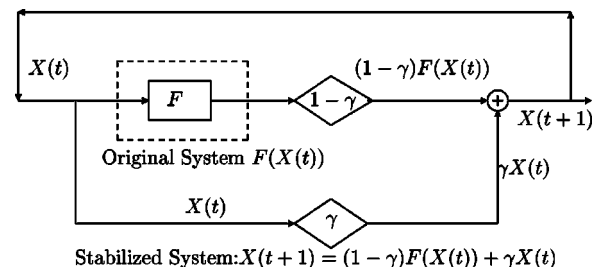 X(t)
(1 − γ)F(X(t))
F
1 − γ
+
X(t + 1)
Original System F(X(t))
γX(t)
X(t)
γ
Stabilized System:X(t + 1) = (1 − γ)F(X(t)) + γX(t)